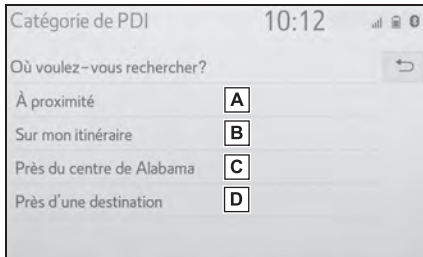 Catégorie de PDI 10:12
Où voulez-vous rechercher?
À proximité A
Sur mon itinéraire B
Près du centre de Alabama C
Près d'une destination D